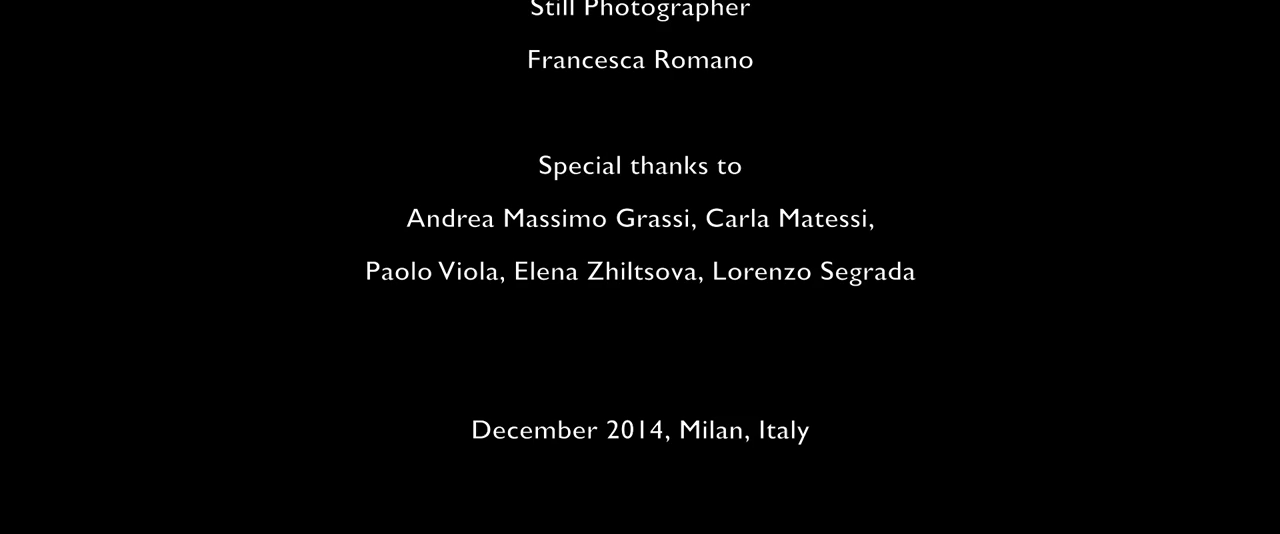 Still Photographer
Francesca Romano
Special thanks to
Andrea Massimo Grassi, Carla Matessi,
Paolo Viola, Elena Zhiltsova, Lorenzo Segrada
December 2014, Milan, Italy